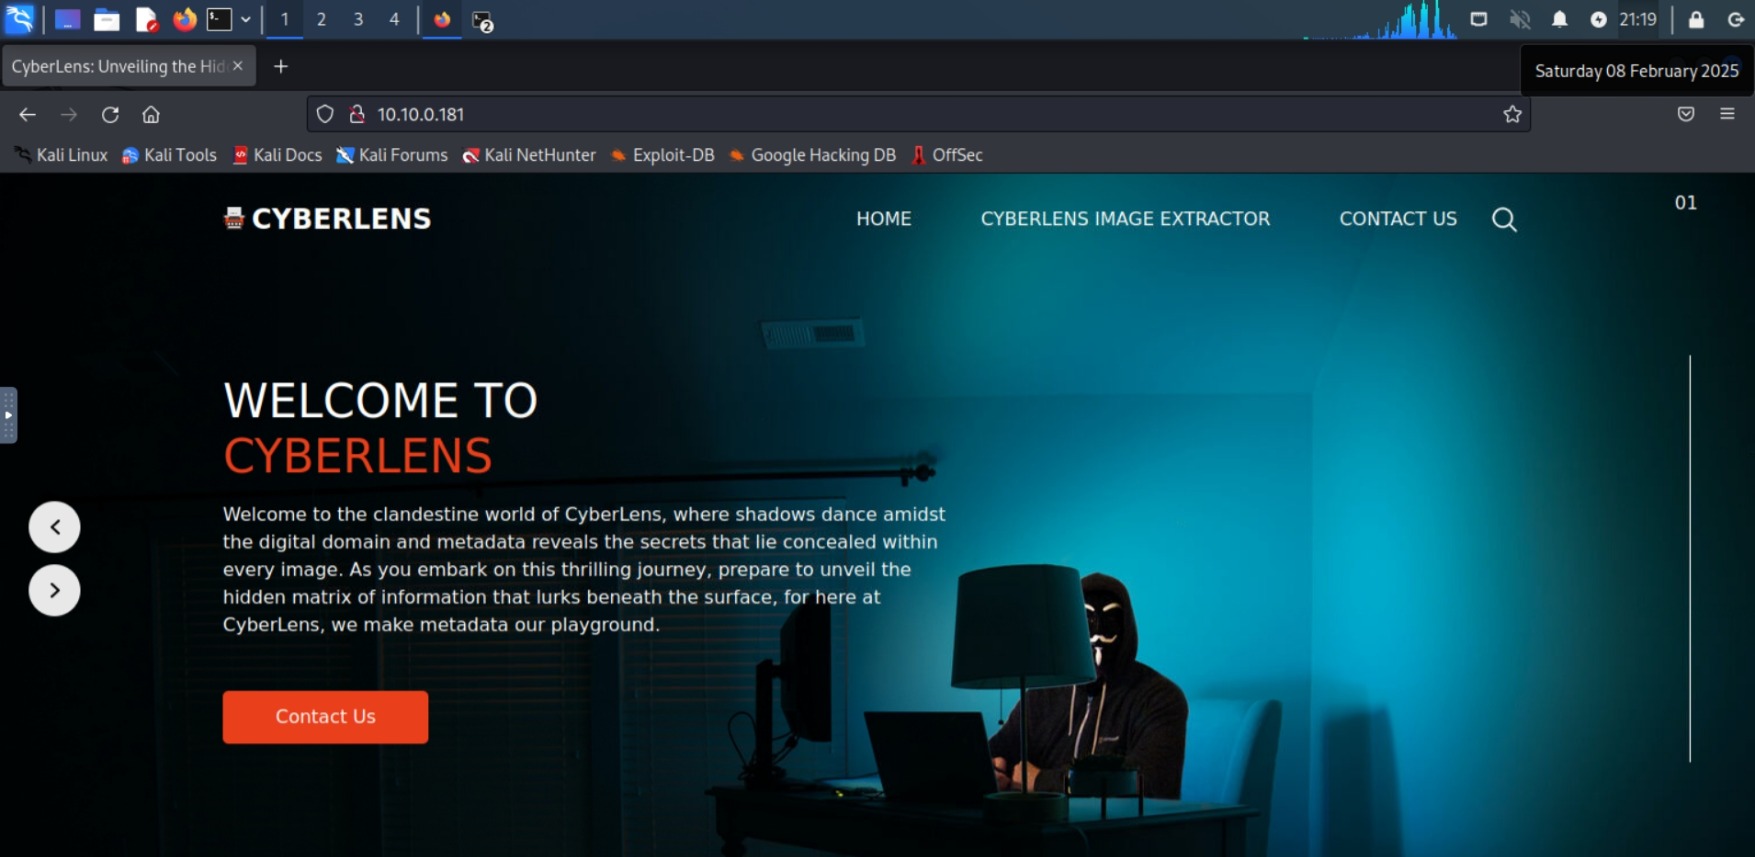 1 2 3 4 2 21:19
CyberLens: Unveiling the Hid
Saturday 08 February 2025
10.10.0.181
Kali Linux Kali Tools Kali Docs Kali Forums Kali NetHunter Exploit-DB Google Hacking DB OffSec
CYBERLENS HOME CYBERLENS IMAGE EXTRACTOR CONTACT US 01
WELCOME TO
CYBERLENS
Welcome to the clandestine world of CyberLens, where shadows dance amidst
the digital domain and metadata reveals the secrets that lie concealed within
every image. As you embark on this thrilling journey, prepare to unveil the
hidden matrix of information that lurks beneath the surface, for here at
CyberLens, we make metadata our playground.
Contact Us